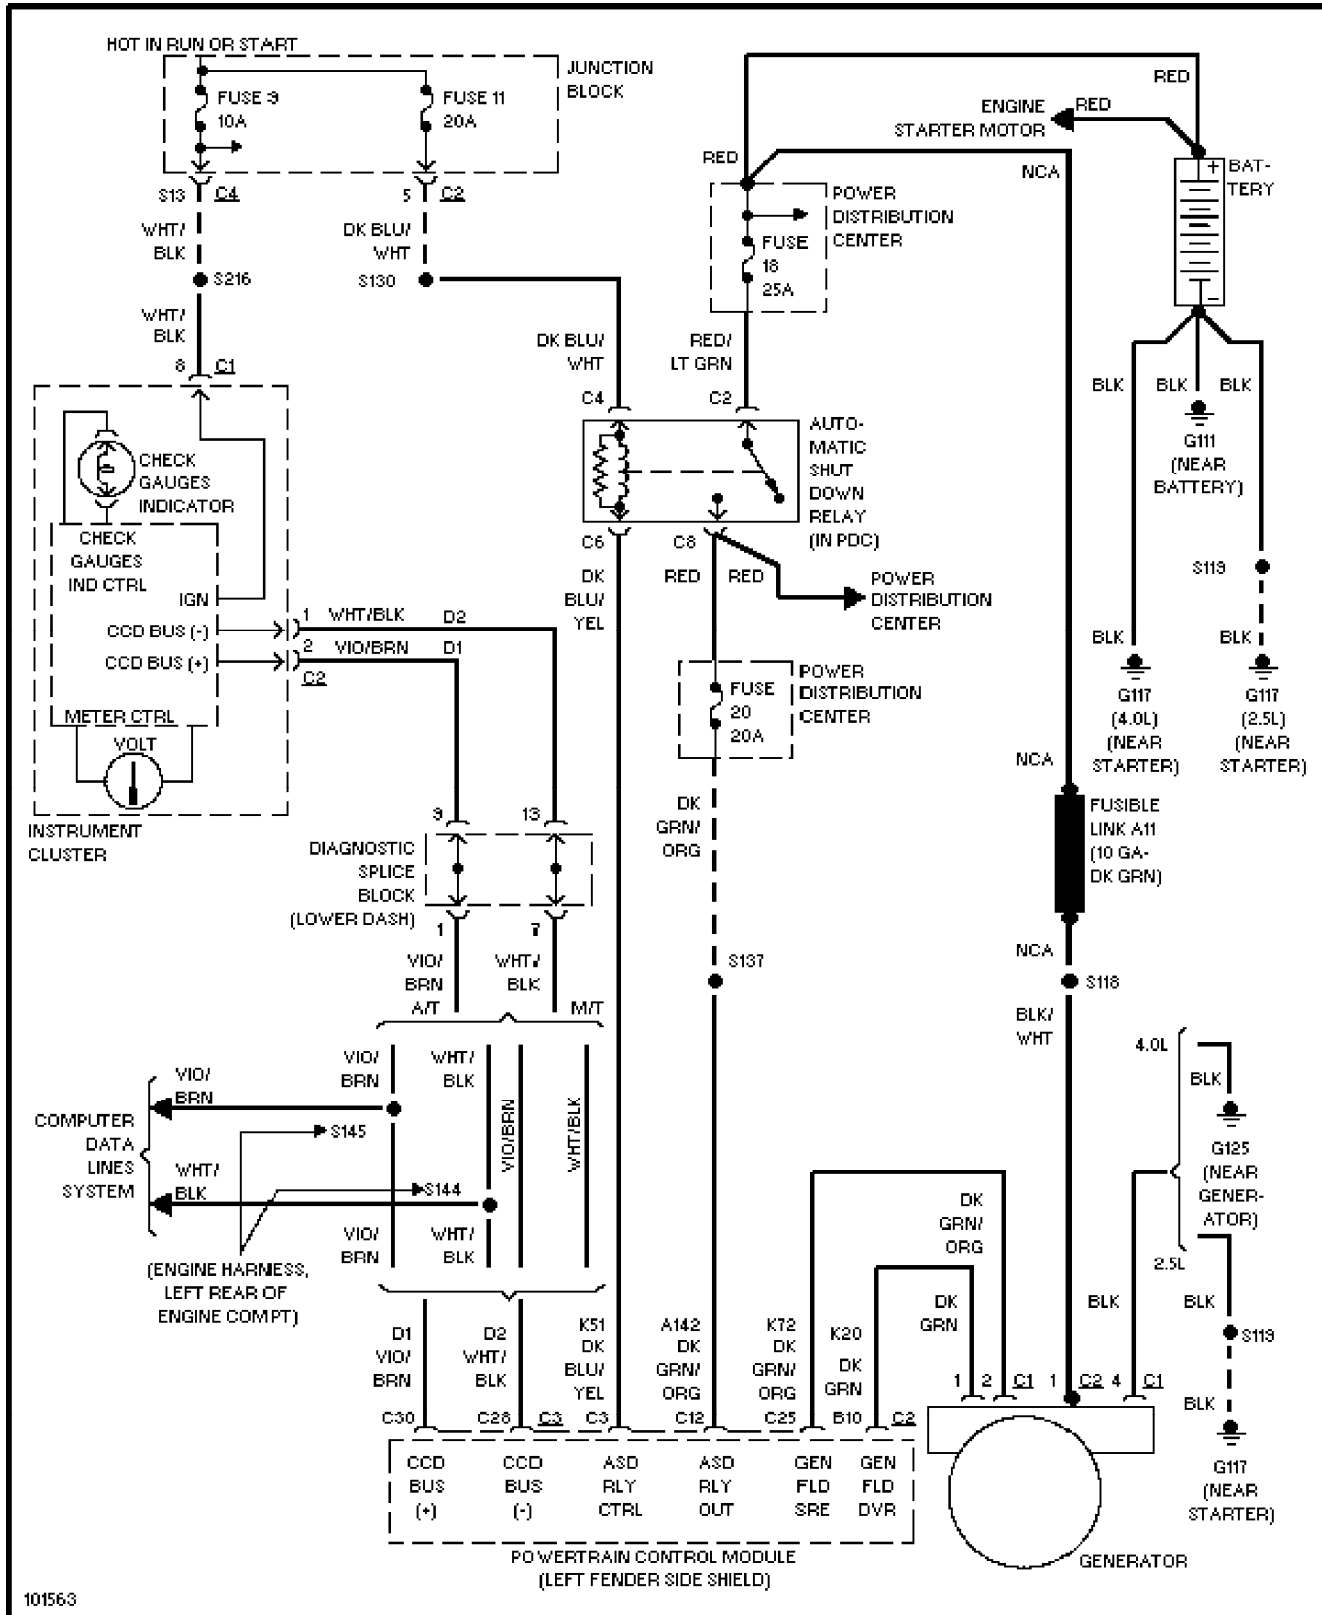 HOT IN RUN OR START
JUNCTION
BLOCK
FUSE 9
10A
FUSE 11
20A
S13 C4
5 C2
WHT/
BLK
DK BLU/
WHT
S216
S130
WHT/
BLK
8 C1
RED
ENGINE
STARTER MOTOR
RED
RED
NCA
BAT-
TERY
+
–
POWER
DISTRIBUTION
CENTER
FUSE
18
25A
DK BLU/
WHT
RED/
LT GRN
C4
C2
BLK
BLK
BLK
G111
(NEAR
BATTERY)
S119
BLK
BLK
G117
(4.0L)
(NEAR
STARTER)
G117
(2.5L)
(NEAR
STARTER)
AUTO-
MATIC
SHUT
DOWN
RELAY
(IN PDC)
C6
C8
DK
BLU/
YEL
RED
RED
POWER
DISTRIBUTION
CENTER
CHECK
GAUGES
INDICATOR
CHECK
GAUGES
IND CTRL
IGN
CCD BUS (-)
CCD BUS (+)
METER CTRL
VOLT
INSTRUMENT
CLUSTER
1 WHT/BLK D2
2 VIO/BRN D1
C2
POWER
DISTRIBUTION
CENTER
FUSE
20
20A
DK
GRN/
ORG
S137
NCA
FUSIBLE
LINK A11
(10 GA-
DK GRN)
NCA
S118
BLK/
WHT
9
13
DIAGNOSTIC
SPLICE
BLOCK
(LOWER DASH)
1
7
VIO/
BRN
WHT/
BLK
A/T
M/T
VIO/
BRN
WHT/
BLK
VIO/BRN
WHT/BLK
VIO/
BRN
COMPUTER
DATA
LINES
SYSTEM
S145
WHT/
BLK
S144
VIO/
BRN
WHT/
BLK
(ENGINE HARNESS,
LEFT REAR OF
ENGINE COMPT)
4.0L
BLK
G125
(NEAR
GENER-
ATOR)
2.5L
BLK
BLK
S119
BLK
G117
(NEAR
STARTER)
DK
GRN/
ORG
DK
GRN
D1
VIO/
BRN
D2
WHT/
BLK
K51
DK
BLU/
YEL
A142
DK
GRN/
ORG
K72
DK
GRN/
ORG
K20
DK
GRN
1 2 C1
1 C2 4 C1
C30
C28 C3
C3
C12
C25
B10 C2
CCD
BUS
(+)
CCD
BUS
(-)
ASD
RLY
CTRL
ASD
RLY
OUT
GEN
FLD
SRE
GEN
FLD
DVR
POWERTRAIN CONTROL MODULE
(LEFT FENDER SIDE SHIELD)
GENERATOR
101563